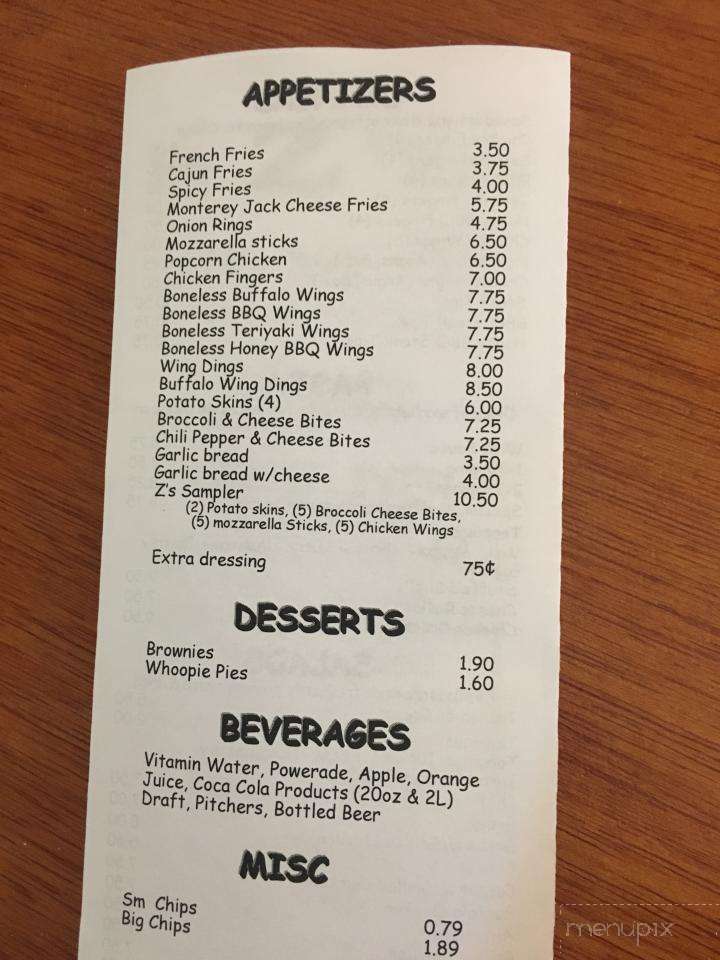 APPETIZERS
French Fries 3.50
Cajun Fries 3.75
Spicy Fries 4.00
Monterey Jack Cheese Fries 5.75
Onion Rings 4.75
Mozzarella sticks 6.50
Popcorn Chicken 6.50
Chicken Fingers 7.00
Boneless Buffalo Wings 7.75
Boneless BBQ Wings 7.75
Boneless Teriyaki Wings 7.75
Boneless Honey BBQ Wings 7.75
Wing Dings 8.00
Buffalo Wing Dings 8.50
Potato Skins (4) 6.00
Broccoli & Cheese Bites 7.25
Chili Pepper & Cheese Bites 7.25
Garlic bread 3.50
Garlic bread w/cheese 4.00
Z's Sampler 10.50
(2) Potato skins, (5) Broccoli Cheese Bites,
(5) mozzarella Sticks, (5) Chicken Wings
Extra dressing 75¢
DESSERTS
Brownies 1.90
Whoopie Pies 1.60
BEVERAGES
Vitamin Water, Powerade, Apple, Orange
Juice, Coca Cola Products (20oz & 2L)
Draft, Pitchers, Bottled Beer
MISC
Sm Chips 0.79
Big Chips 1.89
menupix